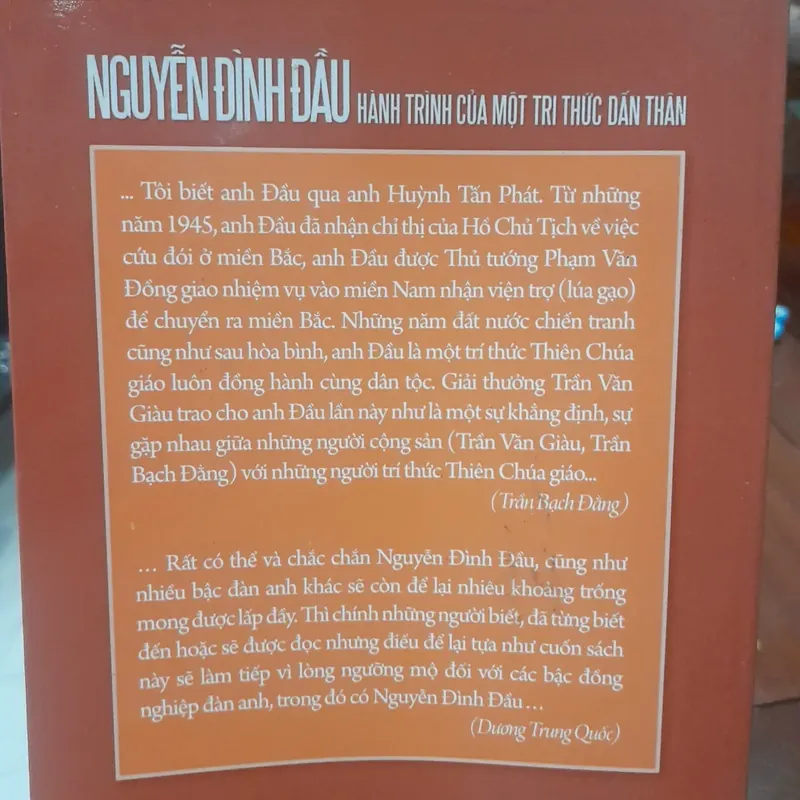 NGUYỄN ĐÌNH ĐẦU HÀNH TRÌNH CỦA MỘT TRI THỨC DẤN THÂN
... Tôi biết anh Đầu qua anh Huỳnh Tấn Phát. Từ những
năm 1945, anh Đầu đã nhận chỉ thị của Hồ Chủ Tịch về việc
cứu đói ở miền Bắc, anh Đầu được Thủ tướng Phạm Văn
Đồng giao nhiệm vụ vào miền Nam nhận viện trợ (lúa gạo)
để chuyển ra miền Bắc. Những năm đất nước chiến tranh
cũng như sau hòa bình, anh Đầu là một trí thức Thiên Chúa
giáo luôn đồng hành cùng dân tộc. Giải thưởng Trần Văn
Giàu trao cho anh Đầu lần này như là một sự khẳng định, sự
gặp nhau giữa những người cộng sản (Trần Văn Giàu, Trần
Bạch Đằng) với những người trí thức Thiên Chúa giáo...
(Trần Bạch Đằng)
... Rất có thể và chắc chắn Nguyễn Đình Đầu, cũng như
nhiều bậc đàn anh khác sẽ còn để lại nhiêu khoảng trống
mong được lấp đầy. Thì chính những người biết, đã từng biết
đến hoặc sẽ được đọc nhưng điều để lại tựa như cuốn sách
này sẽ làm tiếp vì lòng ngưỡng mộ đối với các bậc đồng
nghiệp đàn anh, trong đó có Nguyễn Đình Đầu...
(Dương Trung Quốc)